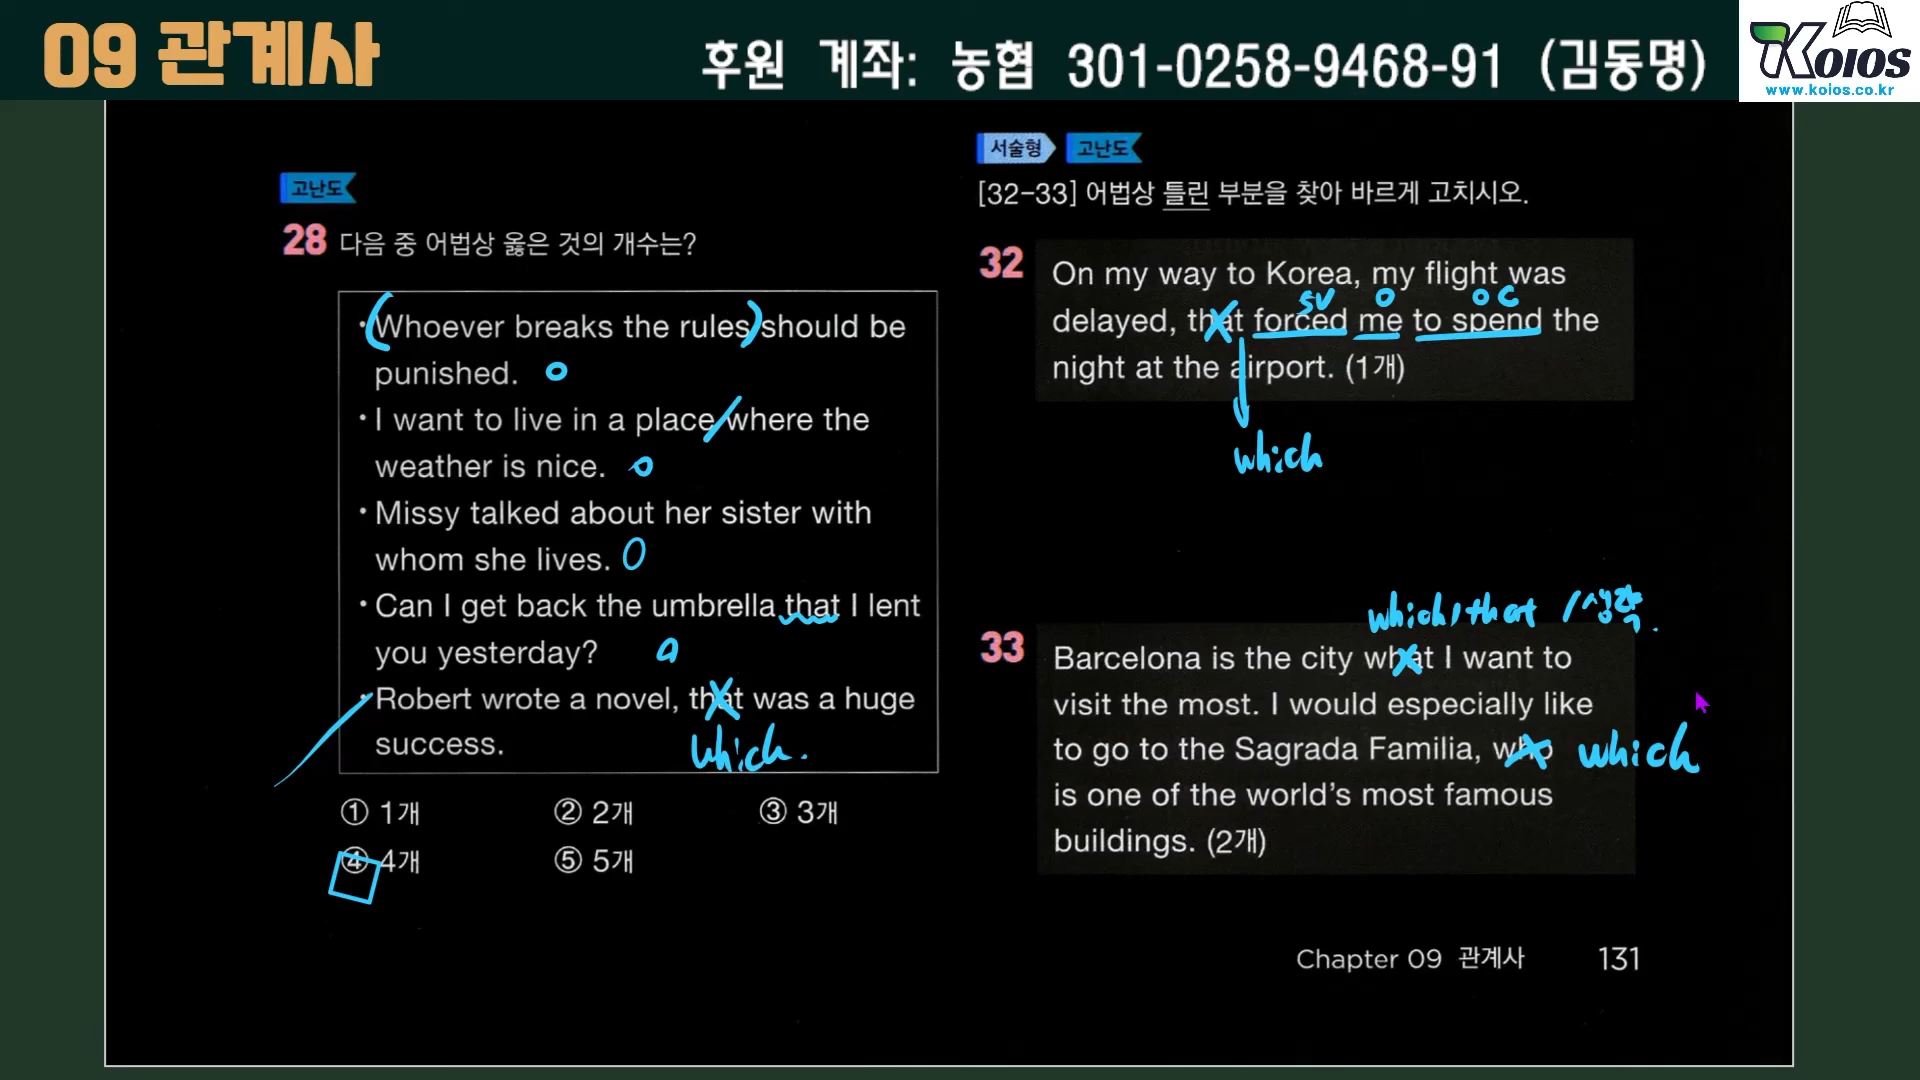 09 관계사
후원 계좌: 농협 301-0258-9468-91 (김동명)
Koios
www.koios.co.kr
고난도
28 다음 중 어법상 옳은 것의 개수는?
• Whoever breaks the rules should be
punished.
• I want to live in a place where the
weather is nice.
• Missy talked about her sister with
whom she lives.
• Can I get back the umbrella that I lent
you yesterday?
• Robert wrote a novel, that was a huge
success.
which.
① 1개 ② 2개 ③ 3개
④ 4개 ⑤ 5개
서술형 고난도
[32-33] 어법상 틀린 부분을 찾아 바르게 고치시오.
32
On my way to Korea, my flight was
5V O OC
delayed, that forced me to spend the
night at the airport. (1개)
which
which, that / 생략.
33
Barcelona is the city what I want to
visit the most. I would especially like
to go to the Sagrada Familia, who which
is one of the world's most famous
buildings. (2개)
Chapter 09 관계사 131